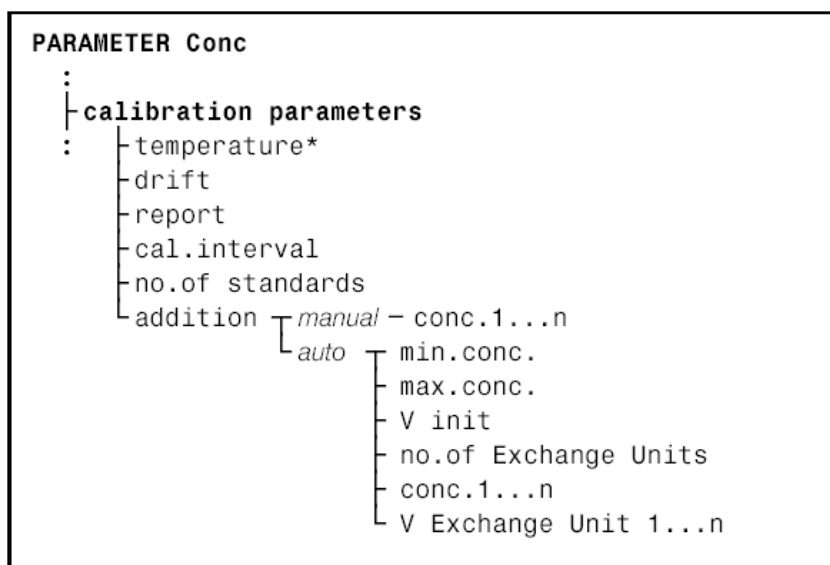 PARAMETER Conc
:
calibration parameters
: temperature*
drift
report
cal.interval
no.of standards
addition manual – conc.1...n
auto min.conc.
max.conc.
V init
no.of Exchange Units
conc.1...n
V Exchange Unit 1...n